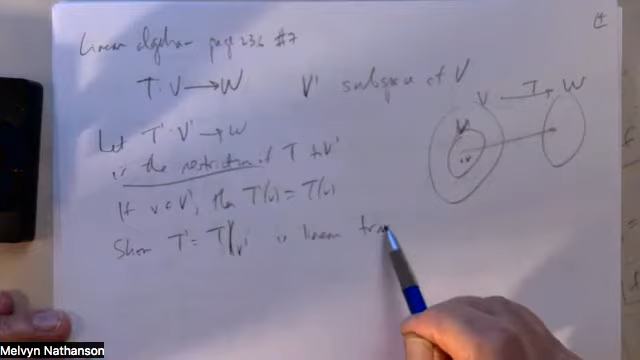 Linear algebra page 236 #7
T: V → W   V' subspace of V
Let T': V' → W
is the restriction of T to V'
If v ∈ V', then T'(v) = T(v)
Show T' = T|V' is linear tra
V T → W
V'
v
Melvyn Nathanson